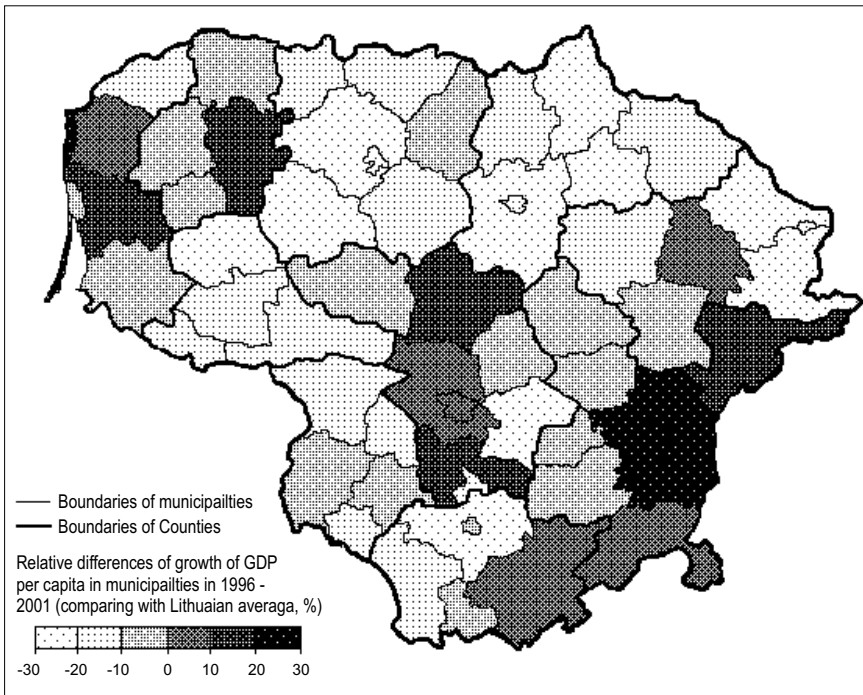 Boundaries of municipailties
Boundaries of Counties
Relative differences of growth of GDP
per capita in municipailties in 1996 -
2001 (comparing with Lithuaian averaga, %)
-30 -20 -10 0 10 20 30